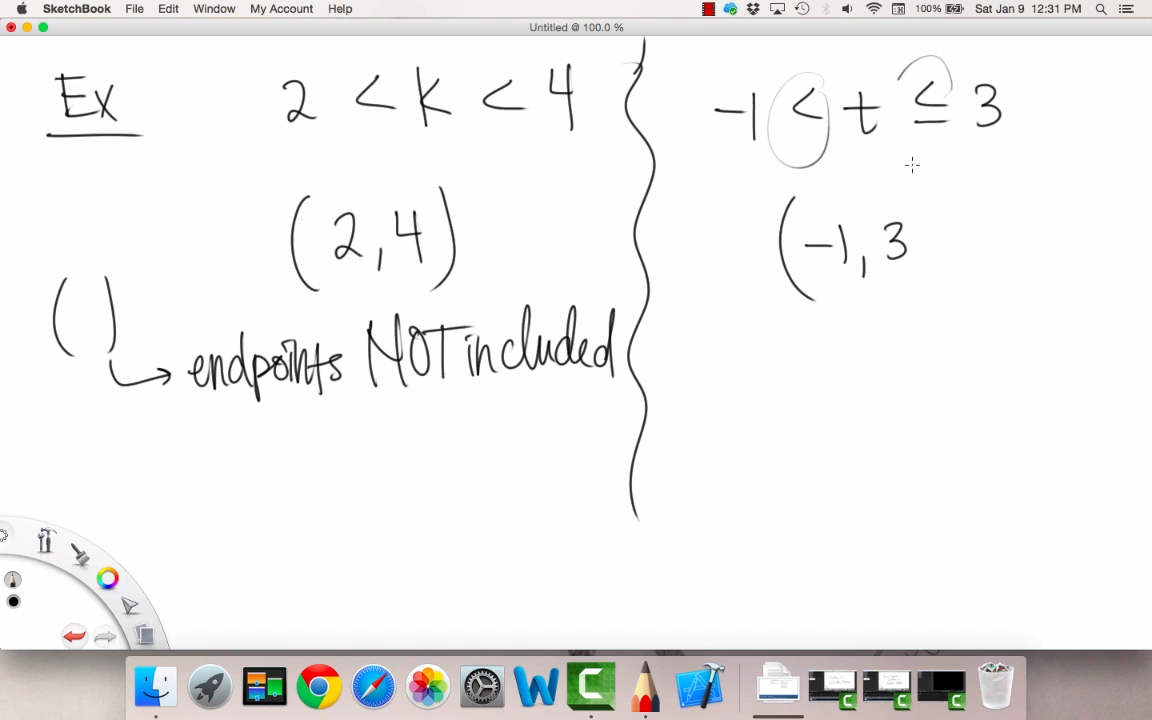 SketchBook File Edit Window My Account Help 100% Sat Jan 9 12:31 PM
Untitled @ 100.0 %
Ex 2 < k < 4
(2,4)
( ) → endpoints NOT included
-1 < t ≤ 3
(-1, 3